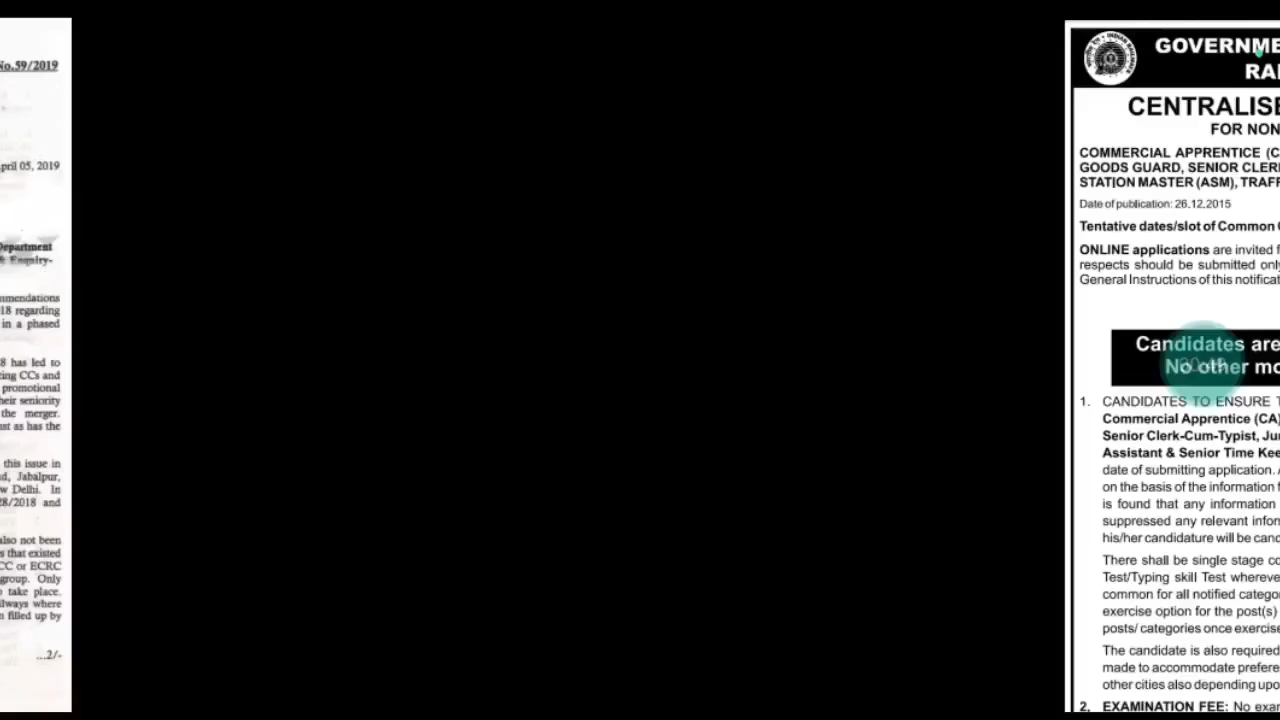 No.59/2019
April 05, 2019
Department
& Enquiry-
mmendations
18 regarding
in a phased
8 has led to
ting CCs and
promotional
heir seniority
the merger.
ust as has the
this issue in
d, Jabalpur,
w Delhi. In
28/2018 and
also not been
s that existed
CC or ECRC
group. Only
take place.
ilways where
n filled up by
...2/-
GOVERNME
RAI
CENTRALISE
FOR NON
COMMERCIAL APPRENTICE (C
GOODS GUARD, SENIOR CLER
STATION MASTER (ASM), TRAFF
Date of publication: 26.12.2015
Tentative dates/slot of Common
ONLINE applications are invited f
respects should be submitted only
General Instructions of this notificat
Candidates are
No other mo
1. CANDIDATES TO ENSURE T
Commercial Apprentice (CA)
Senior Clerk-Cum-Typist, Jun
Assistant & Senior Time Kee
date of submitting application. A
on the basis of the information f
is found that any information
suppressed any relevant infor
his/her candidature will be canc
There shall be single stage co
Test/Typing skill Test whereve
common for all notified catego
exercise option for the post(s)
posts/ categories once exercise
The candidate is also required
made to accommodate prefere
other cities also depending upo
2. EXAMINATION FEE: No exam